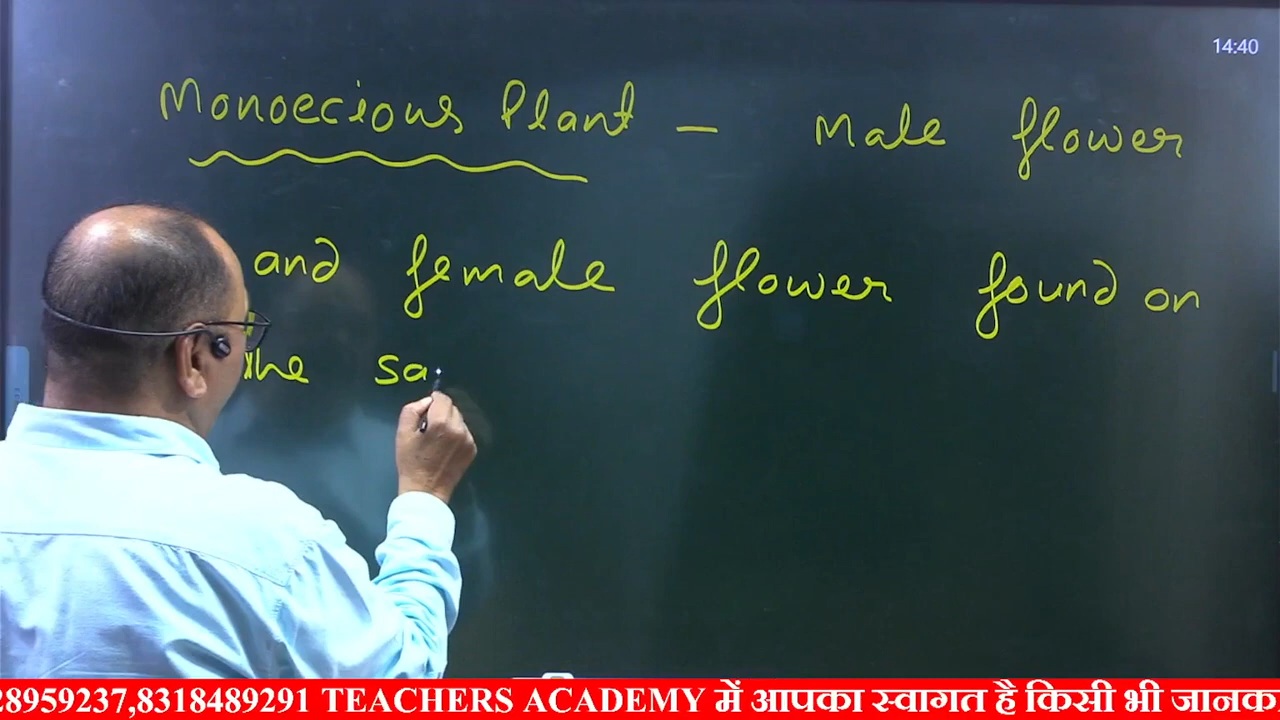 14:40
Monoecious Plant — Male flower
and female flower found on
the sa
28959237,8318489291 TEACHERS ACADEMY में आपका स्वागत है किसी भी जानका